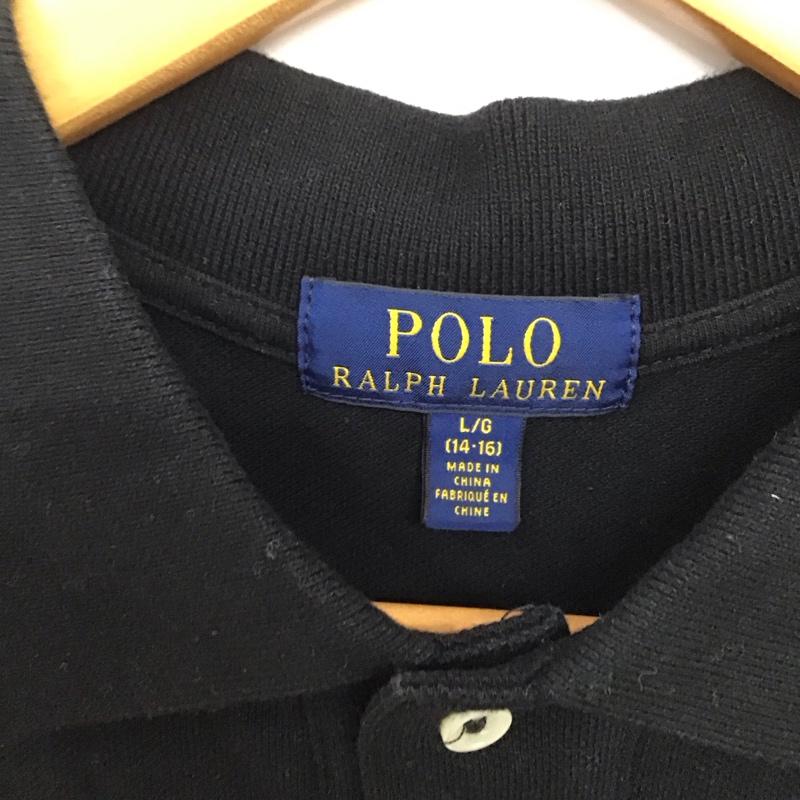 POLO
RALPH LAUREN
L/G
(14-16)
MADE IN
CHINA
FABRIQUÉ EN
CHINE